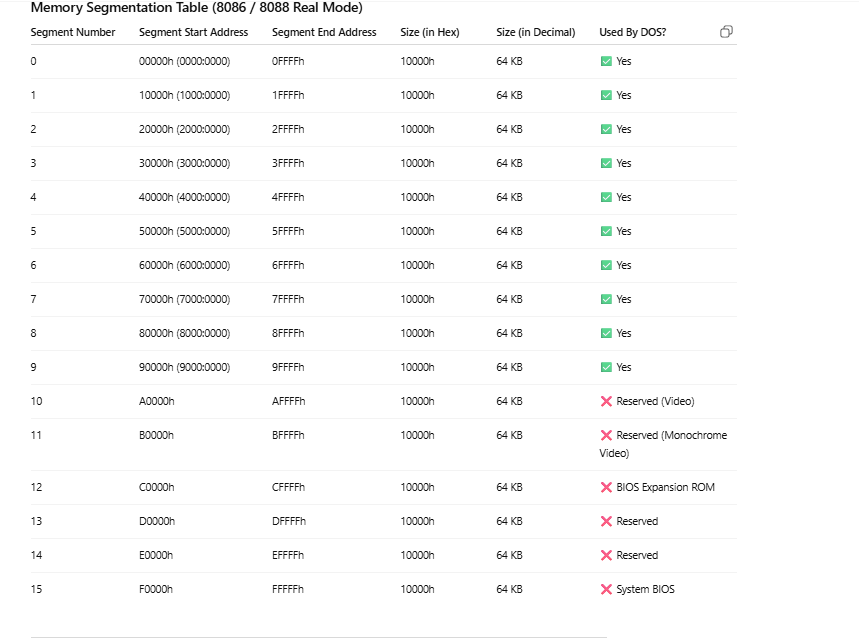 Memory Segmentation Table (8086 / 8088 Real Mode)
Segment Number Segment Start Address Segment End Address Size (in Hex) Size (in Decimal) Used By DOS?
0 00000h (0000:0000) 0FFFFh 10000h 64 KB ✅ Yes
1 10000h (1000:0000) 1FFFFh 10000h 64 KB ✅ Yes
2 20000h (2000:0000) 2FFFFh 10000h 64 KB ✅ Yes
3 30000h (3000:0000) 3FFFFh 10000h 64 KB ✅ Yes
4 40000h (4000:0000) 4FFFFh 10000h 64 KB ✅ Yes
5 50000h (5000:0000) 5FFFFh 10000h 64 KB ✅ Yes
6 60000h (6000:0000) 6FFFFh 10000h 64 KB ✅ Yes
7 70000h (7000:0000) 7FFFFh 10000h 64 KB ✅ Yes
8 80000h (8000:0000) 8FFFFh 10000h 64 KB ✅ Yes
9 90000h (9000:0000) 9FFFFh 10000h 64 KB ✅ Yes
10 A0000h AFFFFh 10000h 64 KB ❌ Reserved (Video)
11 B0000h BFFFFh 10000h 64 KB ❌ Reserved (Monochrome
Video)
12 C0000h CFFFFh 10000h 64 KB ❌ BIOS Expansion ROM
13 D0000h DFFFFh 10000h 64 KB ❌ Reserved
14 E0000h EFFFFh 10000h 64 KB ❌ Reserved
15 F0000h FFFFFh 10000h 64 KB ❌ System BIOS